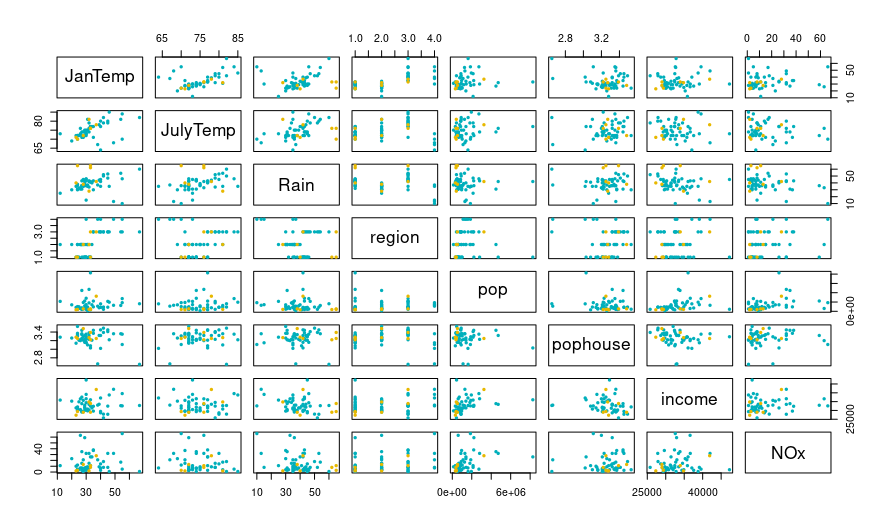 65 75 85 1.0 2.0 3.0 4.0 2.8 3.2 0 20 40 60
JanTemp 10 50
65 80 JulyTemp
Rain 10 50
1.0 3.0 region
pop 0e+00
2.8 3.4 pophouse
income 25000
0 40 NOx
10 30 50 10 30 50 0e+00 6e+06 25000 40000